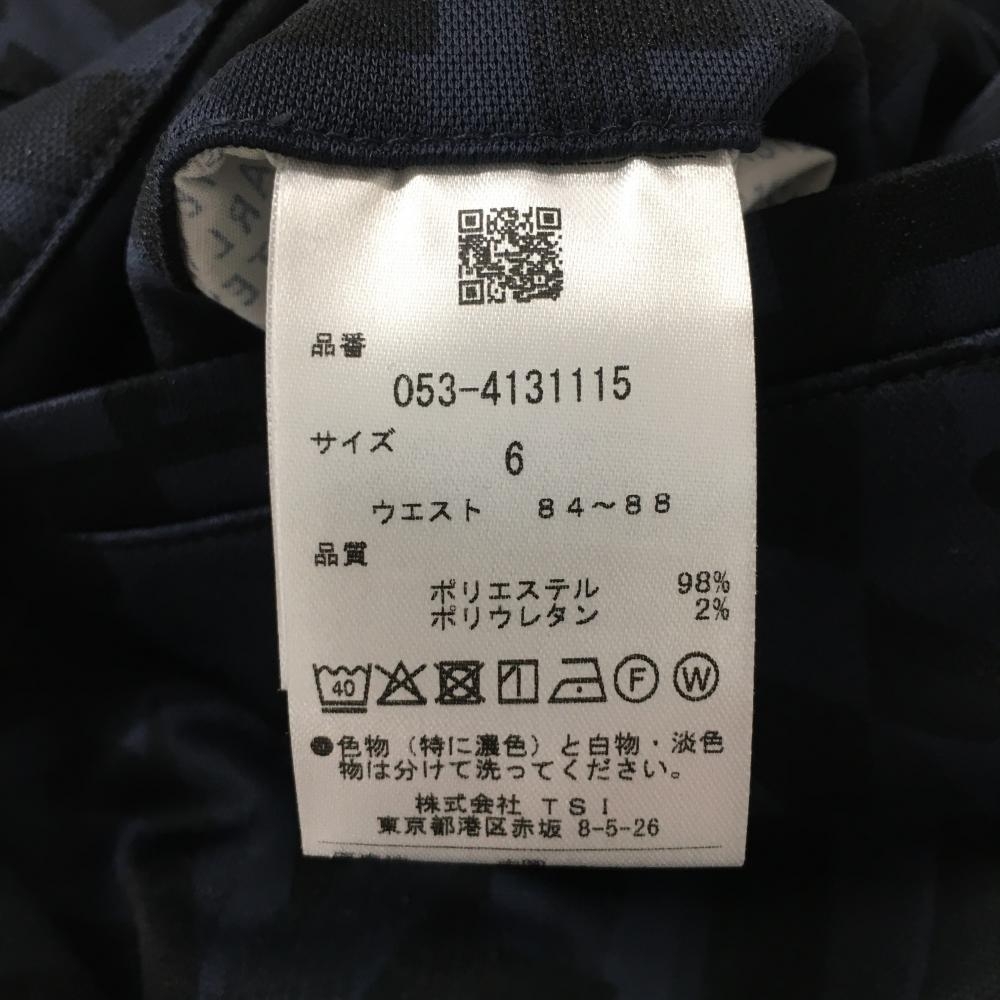 品番
053-4131115
サイズ 6
ウエスト 84～88
品質
ポリエステル 98%
ポリウレタン 2%
40 F W
●色物（特に濃色）と白物・淡色
物は分けて洗ってください。
株式会社 TSI
東京都港区赤坂 8-5-26